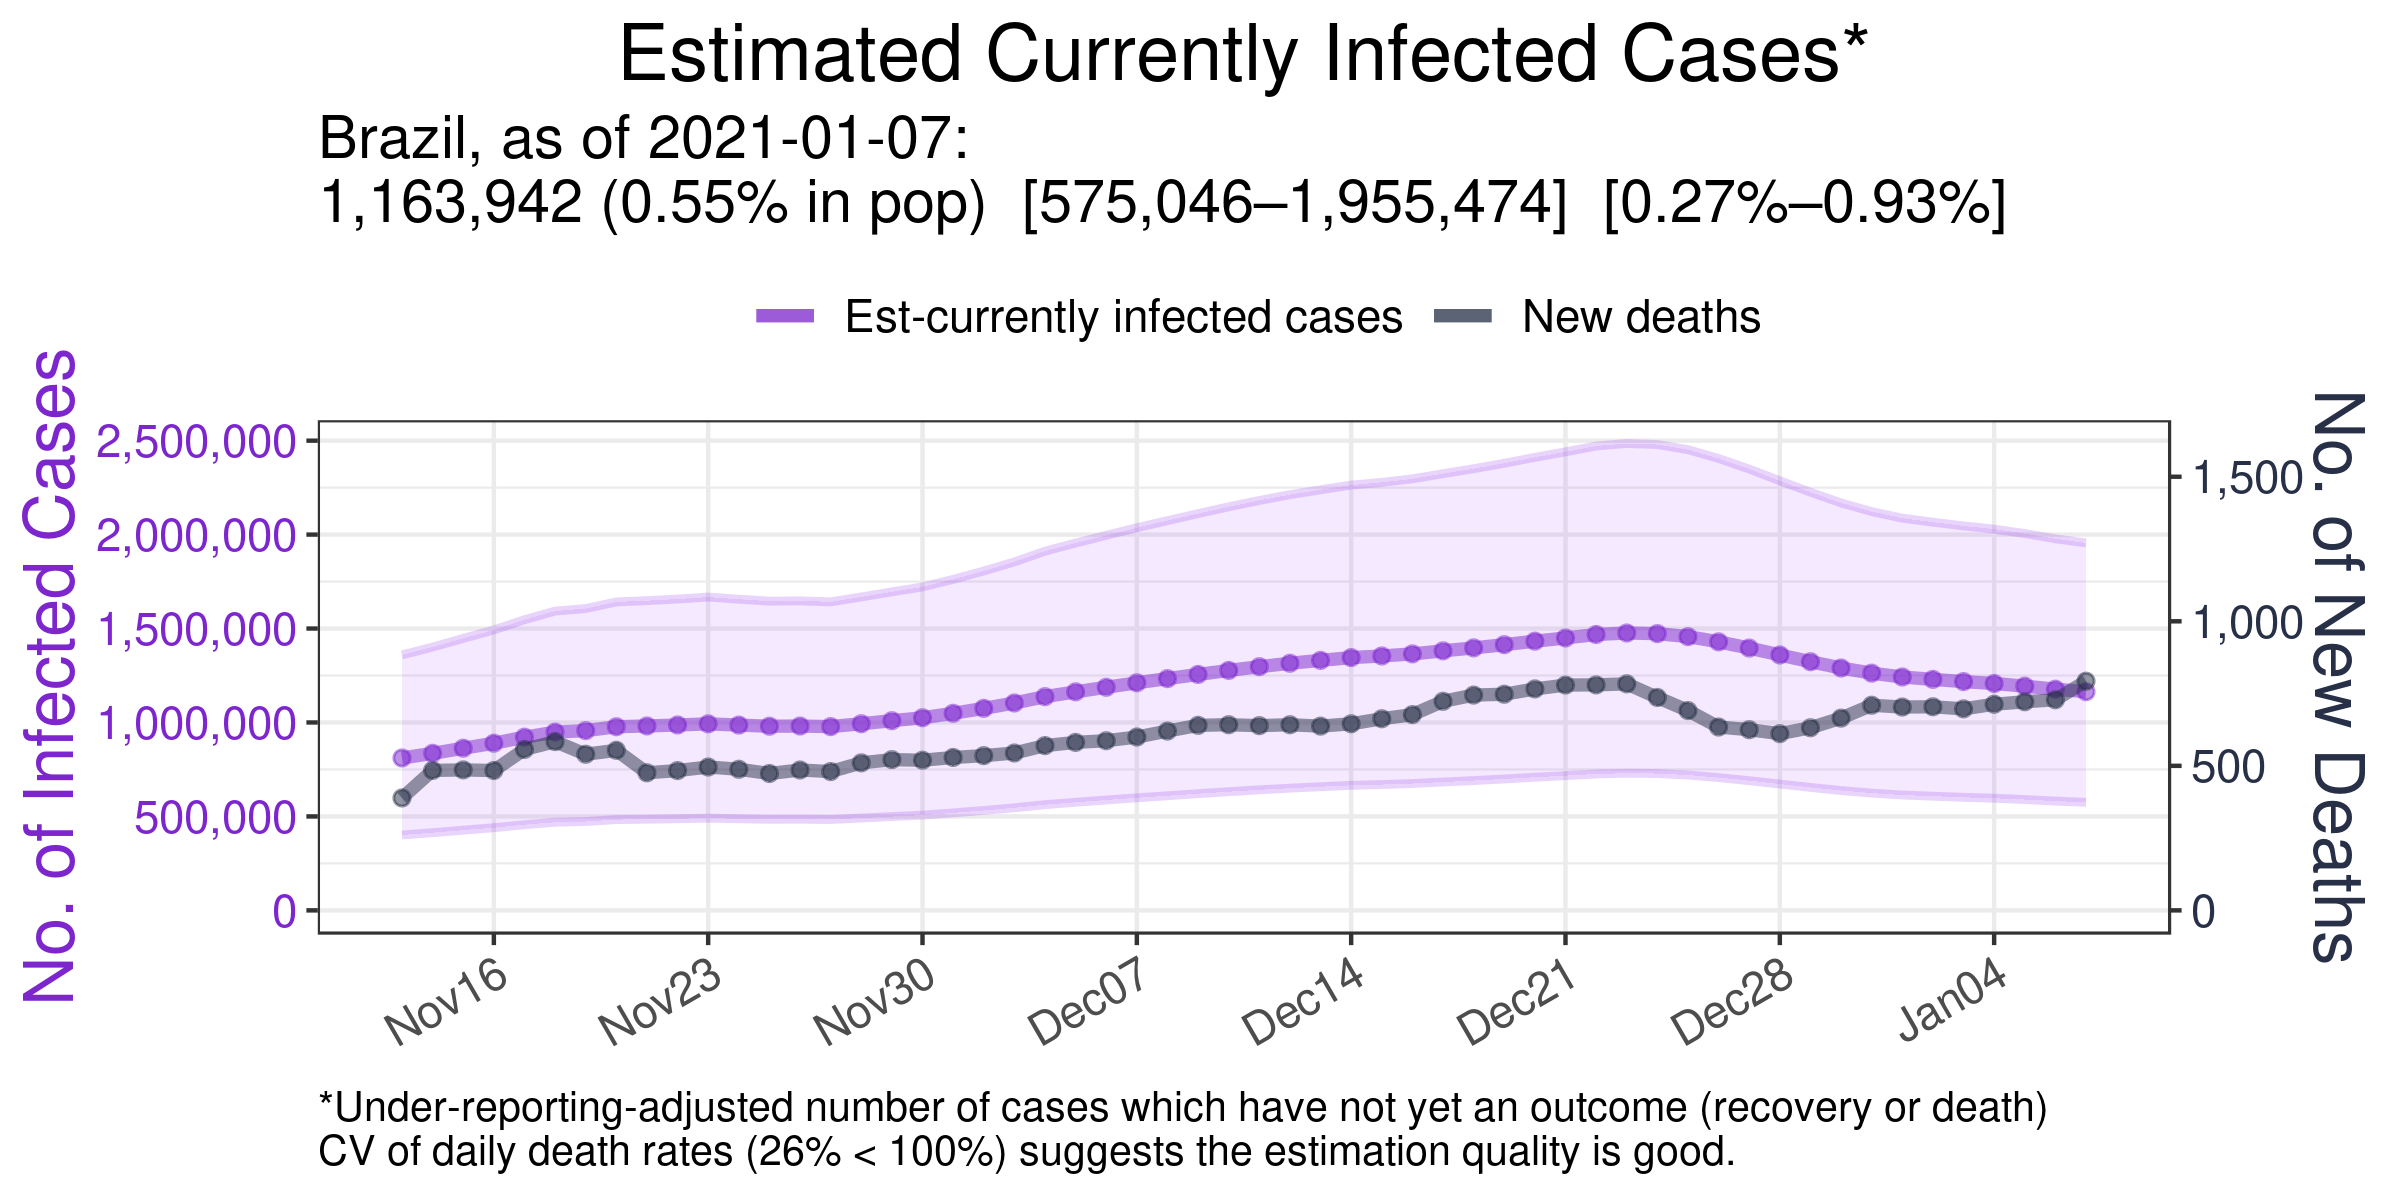 Estimated Currently Infected Cases*
Brazil, as of 2021-01-07:
1,163,942 (0.55% in pop)  [575,046–1,955,474]  [0.27%–0.93%]
Est-currently infected cases
New deaths
No. of Infected Cases
2,500,000
2,000,000
1,500,000
1,000,000
500,000
0
1,500
1,000
500
0
No. of New Deaths
Nov16
Nov23
Nov30
Dec07
Dec14
Dec21
Dec28
Jan04
*Under-reporting-adjusted number of cases which have not yet an outcome (recovery or death)
CV of daily death rates (26% < 100%) suggests the estimation quality is good.